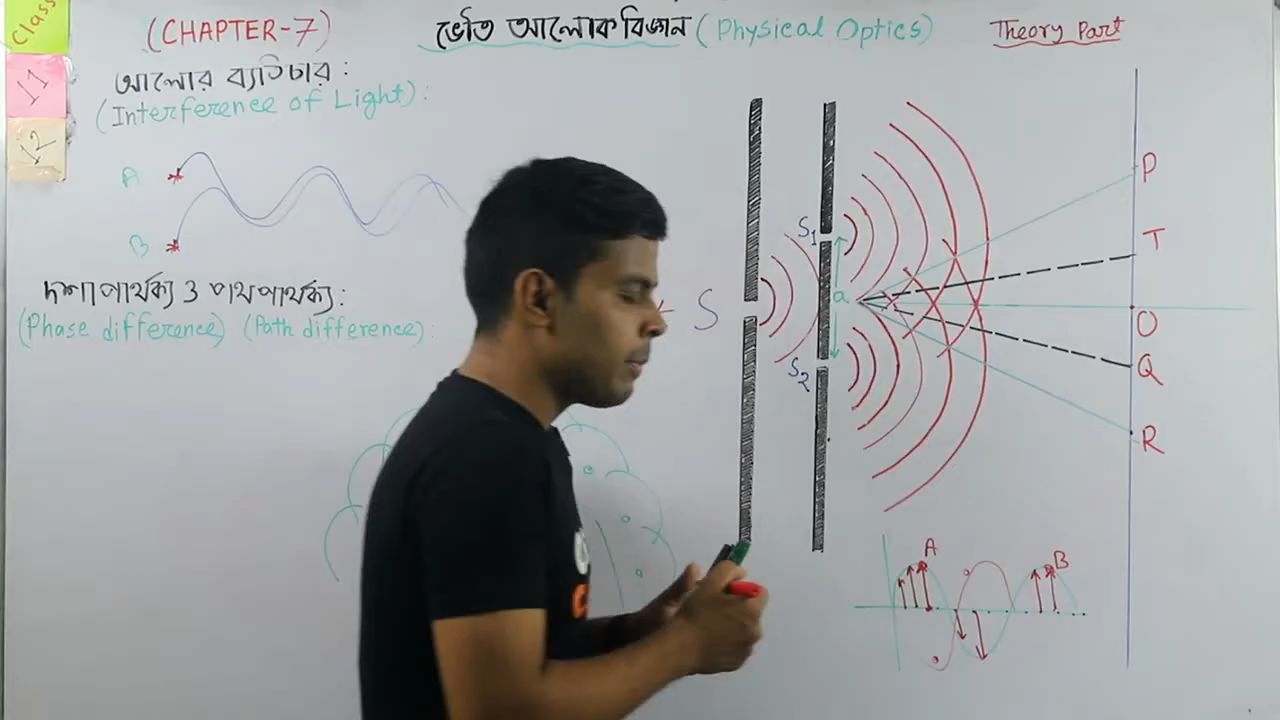 Class
11
12
(CHAPTER-7)
ভৌত আলোকবিজ্ঞান (Physical Optics)
Theory Part
আলোর ব্যতিচার :
(Interference of Light) :
A
B
দশা পার্থক্য ও পথ পার্থক্য :
(Phase difference) (Path difference) :
S
S1
S2
a
P
T
O
Q
R
A
B